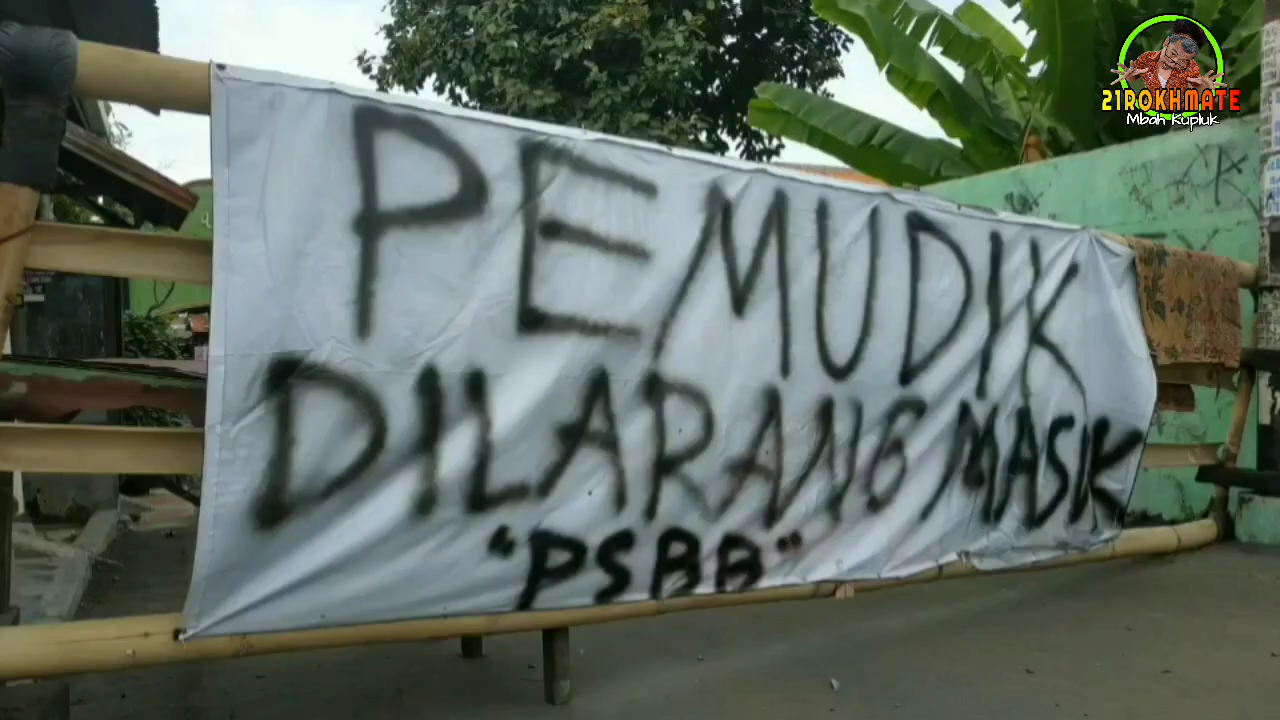 21ROKHMATE
Mbah Kupluk
PEMUDIK
DILARANG MASUK
"PSBB"